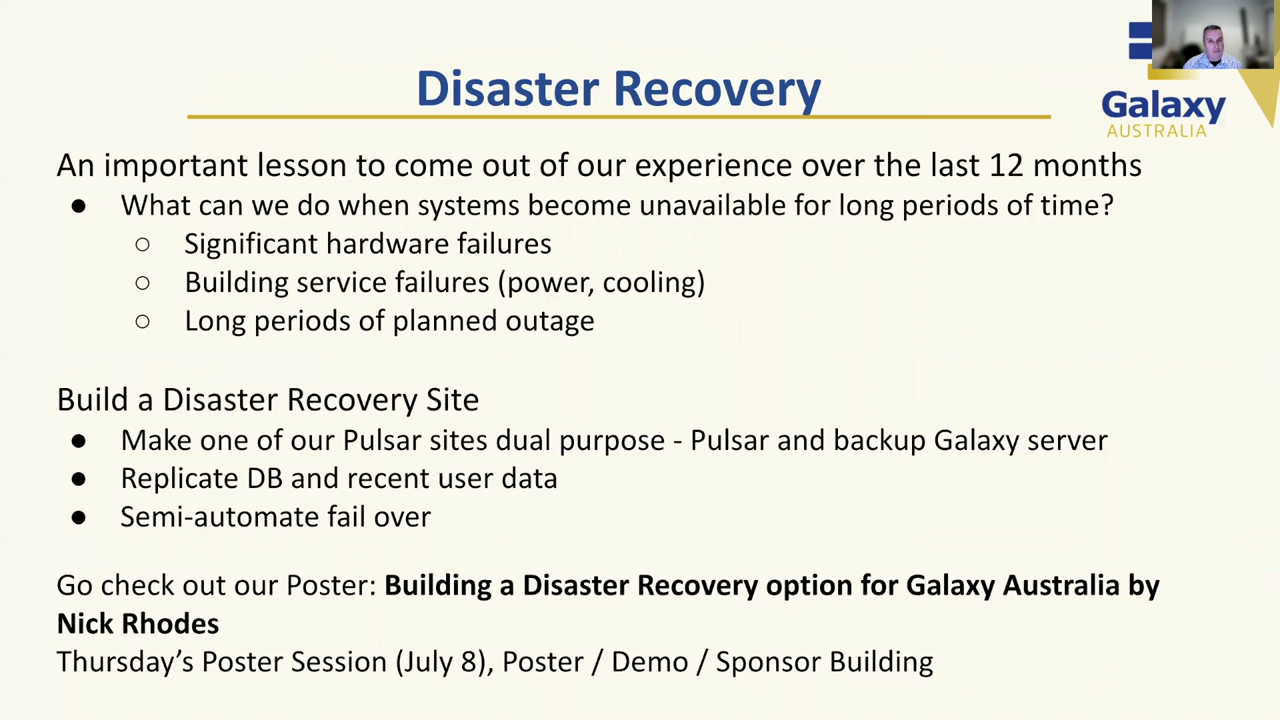 Disaster Recovery
Galaxy
AUSTRALIA
An important lesson to come out of our experience over the last 12 months
● What can we do when systems become unavailable for long periods of time?
○ Significant hardware failures
○ Building service failures (power, cooling)
○ Long periods of planned outage
Build a Disaster Recovery Site
● Make one of our Pulsar sites dual purpose - Pulsar and backup Galaxy server
● Replicate DB and recent user data
● Semi-automate fail over
Go check out our Poster: Building a Disaster Recovery option for Galaxy Australia by
Nick Rhodes
Thursday’s Poster Session (July 8), Poster / Demo / Sponsor Building